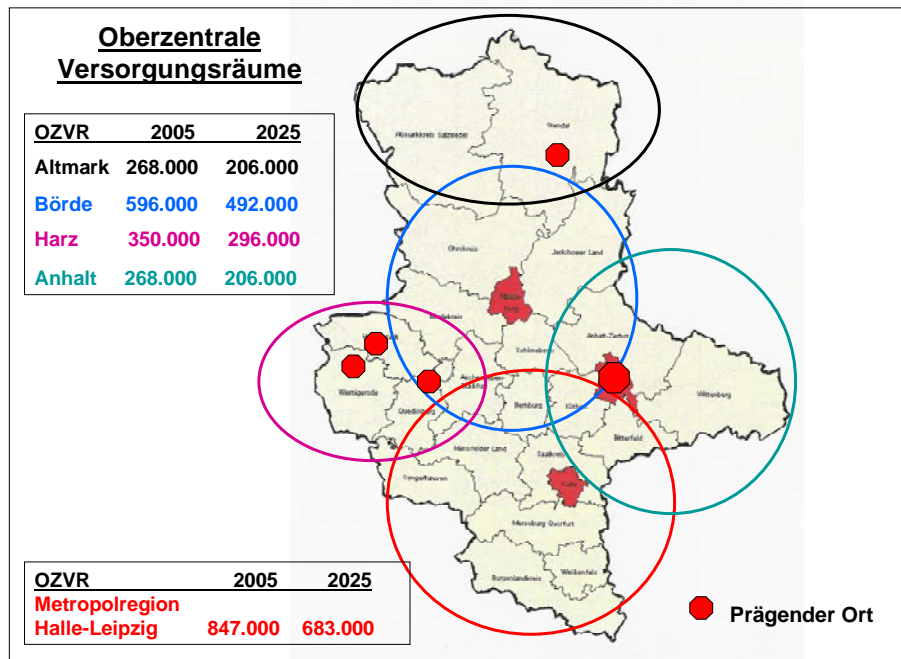 Oberzentrale
Versorgungsräume
OZVR 2005 2025
Altmark 268.000 206.000
Börde 596.000 492.000
Harz 350.000 296.000
Anhalt 268.000 206.000
Altmarkkreis Salzwedel
Stendal
Ohrekreis
Jerichower Land
Anhalt-Zerbst
Schönebeck
Wernigerode
Quedlinburg
Bernburg
Köthen
Wittenberg
Bitterfeld
Mansfelder Land
Saalkreis
Sangerhausen
Halle
Merseburg-Querfurt
Burgenlandkreis
Weißenfels
OZVR 2005 2025
Metropolregion
Halle-Leipzig 847.000 683.000
Prägender Ort